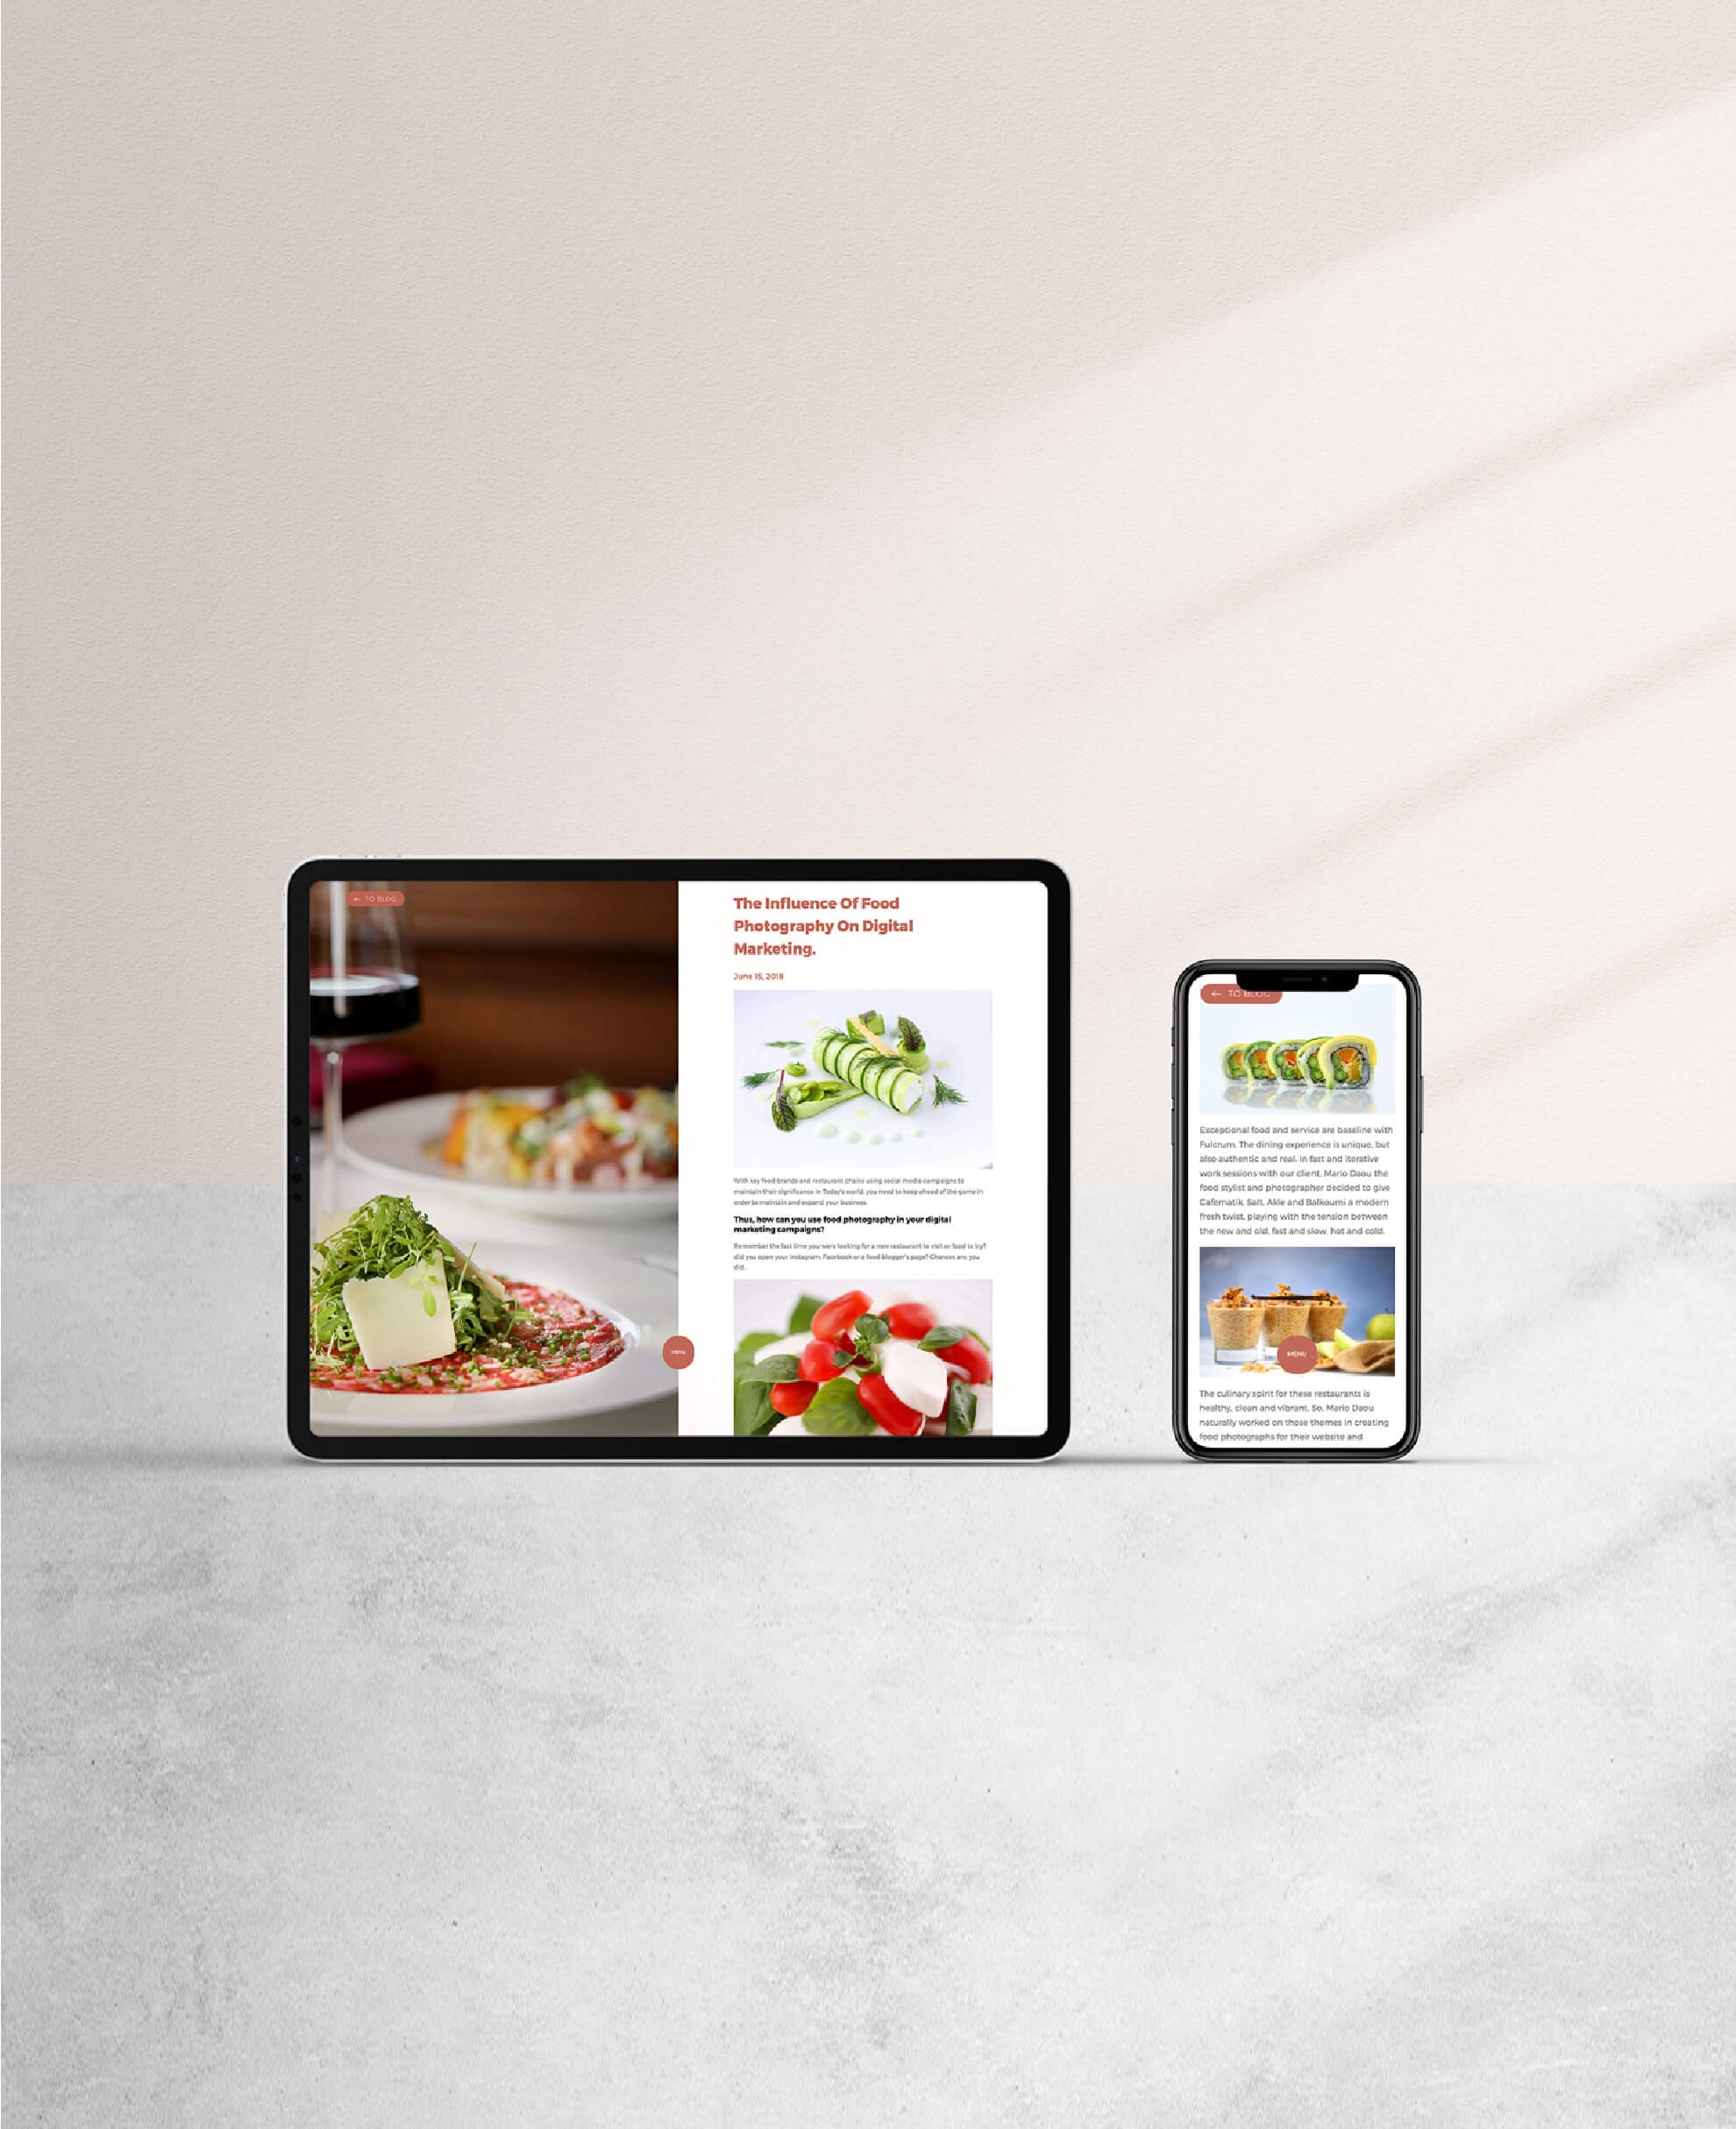 ← TO BLOG
The Influence Of Food
Photography On Digital
Marketing.
June 15, 2018
With key food brands and restaurant chains using social media campaigns to
maintain their significance in Today's world, you need to keep ahead of the game in
order to maintain and expand your business.
Thus, how can you use food photography in your digital
marketing campaigns?
Remember the last time you were looking for a new restaurant to visit or food to try?
did you open your Instagram, Facebook or a food blogger's page? Chances are you
did.
MENU
← TO BLOG
Exceptional food and service are baseline with
Fulcrum. The dining experience is unique, but
also authentic and real. In fast and iterative
work sessions with our client, Mario Daou the
food stylist and photographer decided to give
Cafematik, Salt, Akle and Balkoumi a modern
fresh twist, playing with the tension between
the new and old, fast and slow, hot and cold.
MENU
The culinary spirit for these restaurants is
healthy, clean and vibrant. So, Mario Daou
naturally worked on those themes in creating
food photographs for their website and